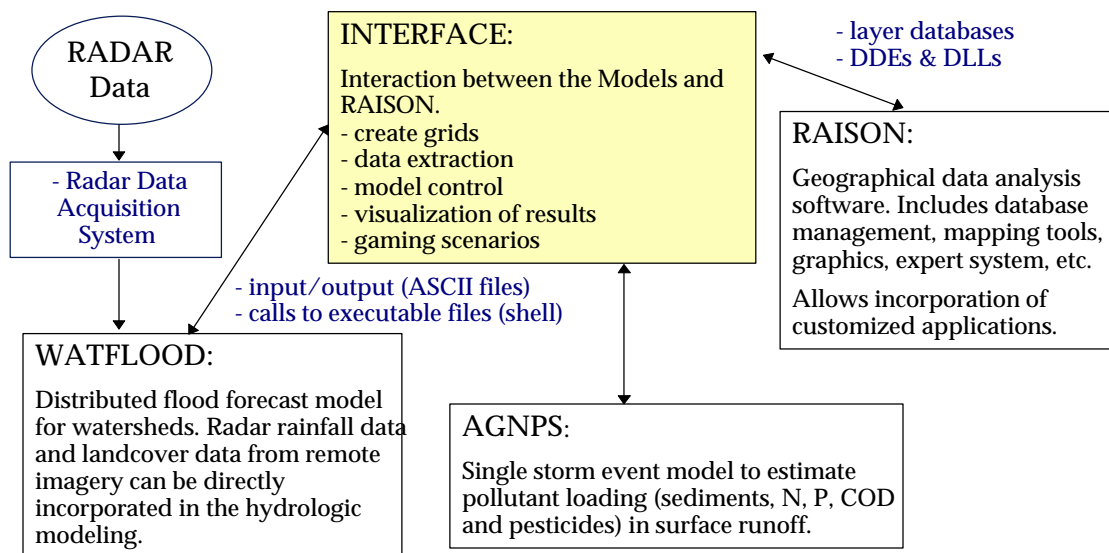 RADAR
Data
- Radar Data
Acquisition
System
INTERFACE:
Interaction between the Models and
RAISON.
- create grids
- data extraction
- model control
- visualization of results
- gaming scenarios
- layer databases
- DDEs & DLLs
RAISON:
Geographical data analysis
software. Includes database
management, mapping tools,
graphics, expert system, etc.
Allows incorporation of
customized applications.
- input/output (ASCII files)
- calls to executable files (shell)
WATFLOOD:
Distributed flood forecast model
for watersheds. Radar rainfall data
and landcover data from remote
imagery can be directly
incorporated in the hydrologic
modeling.
AGNPS:
Single storm event model to estimate
pollutant loading (sediments, N, P, COD
and pesticides) in surface runoff.